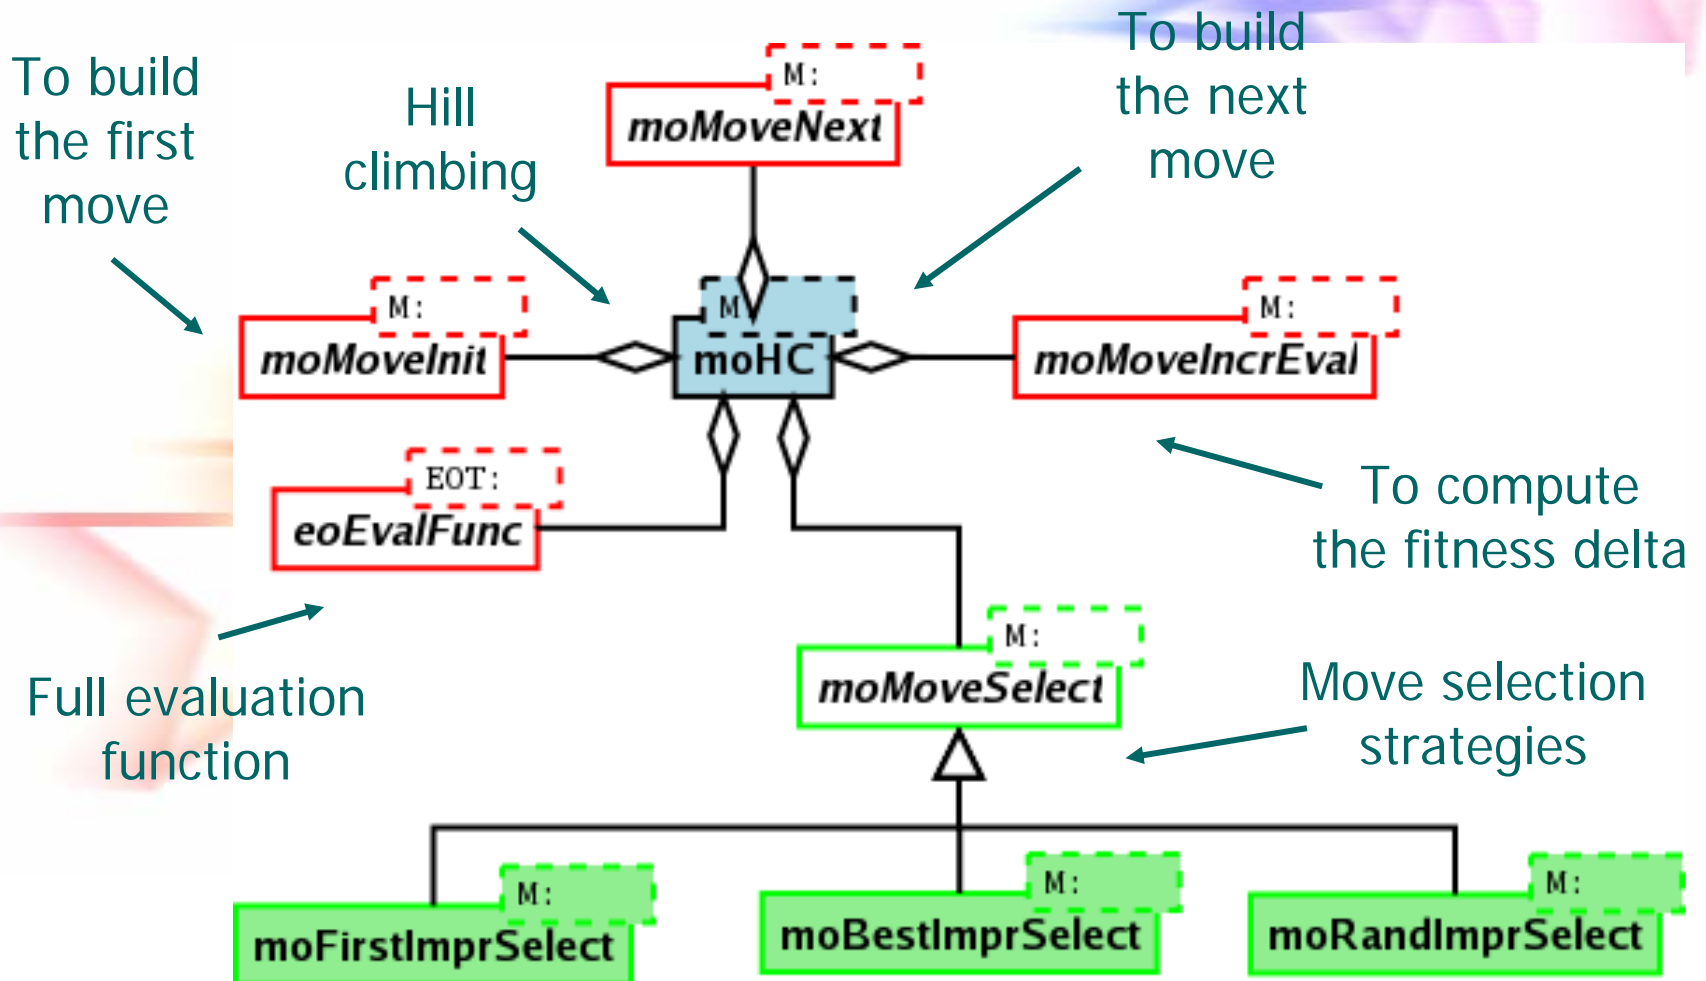 To build
the first
move
Hill
climbing
M:
moMoveNext
To build
the next
move
M:
moMoveInit
M
moHC
M:
moMoveIncrEval
EOT:
eoEvalFunc
To compute
the fitness delta
Full evaluation
function
M:
moMoveSelect
Move selection
strategies
M:
moFirstImprSelect
M:
moBestImprSelect
M:
moRandImprSelect